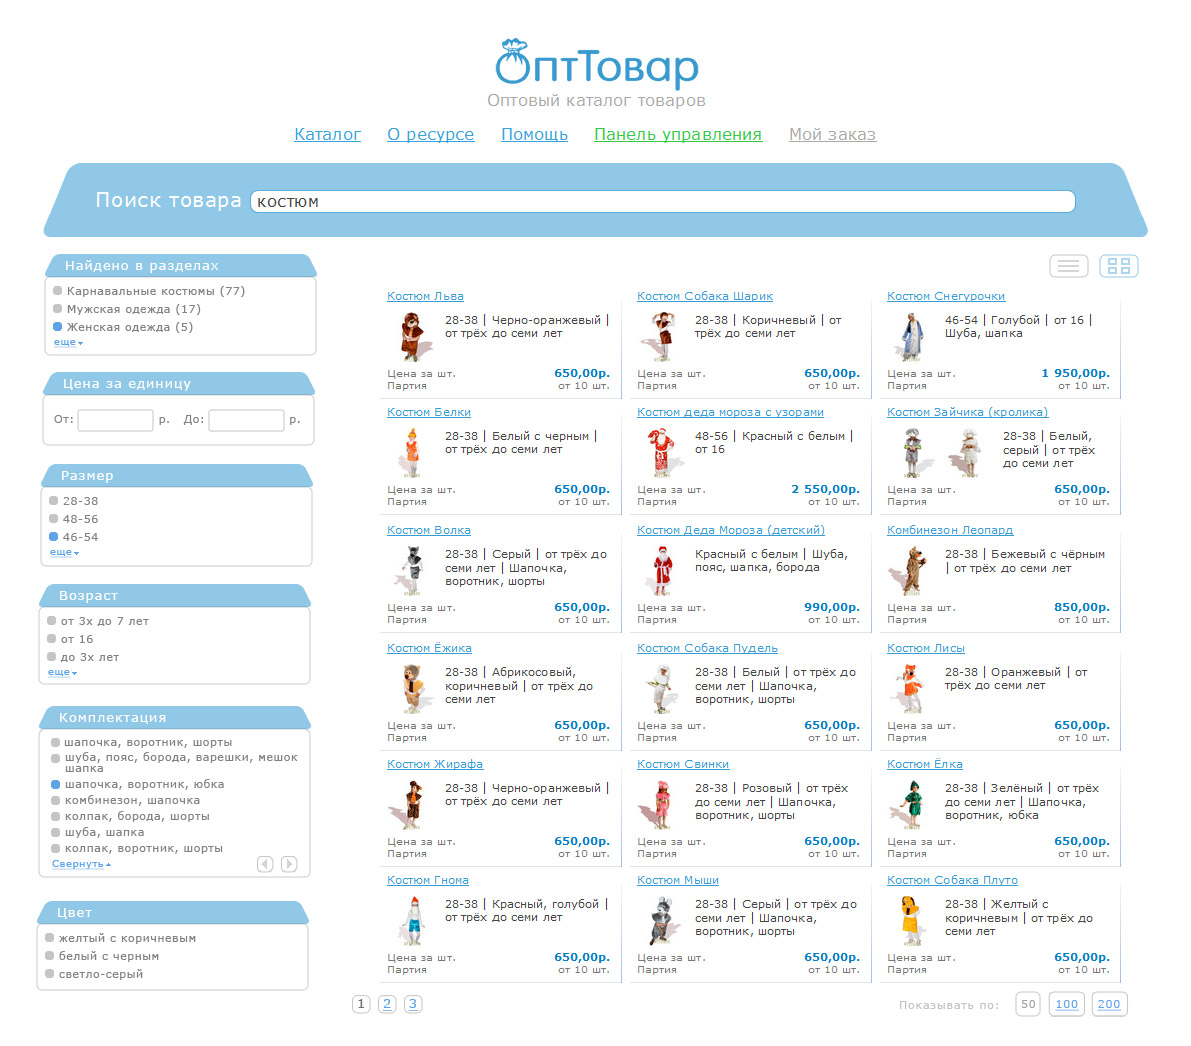 ОптТовар
Оптовый каталог товаров
Каталог О ресурсе Помощь Панель управления Мой заказ
Поиск товара костюм
Найдено в разделах
Карнавальные костюмы (77)
Мужская одежда (17)
Женская одежда (5)
еще
Цена за единицу
От: р. До: р.
Размер
28-38
48-56
46-54
еще
Возраст
от 3х до 7 лет
от 16
до 3х лет
еще
Комплектация
шапочка, воротник, шорты
шуба, пояс, борода, варешки, мешок
шапка
шапочка, воротник, юбка
комбинезон, шапочка
колпак, борода, шорты
шуба, шапка
колпак, воротник, шорты
Свернуть
Цвет
желтый с коричневым
белый с черным
светло-серый
Костюм Льва
28-38 | Черно-оранжевый |
от трёх до семи лет
Цена за шт. 650,00р.
Партия от 10 шт.
Костюм Собака Шарик
28-38 | Коричневый | от
трёх до семи лет
Цена за шт. 650,00р.
Партия от 10 шт.
Костюм Снегурочки
46-54 | Голубой | от 16 |
Шуба, шапка
Цена за шт. 1 950,00р.
Партия от 10 шт.
Костюм Белки
28-38 | Белый с черным |
от трёх до семи лет
Цена за шт. 650,00р.
Партия от 10 шт.
Костюм деда мороза с узорами
48-56 | Красный с белым |
от 16
Цена за шт. 2 550,00р.
Партия от 10 шт.
Костюм Зайчика (кролика)
28-38 | Белый,
серый | от трёх
до семи лет
Цена за шт. 650,00р.
Партия от 10 шт.
Костюм Волка
28-38 | Серый | от трёх до
семи лет | Шапочка,
воротник, шорты
Цена за шт. 650,00р.
Партия от 10 шт.
Костюм Деда Мороза (детский)
Красный с белым | Шуба,
пояс, шапка, борода
Цена за шт. 990,00р.
Партия от 10 шт.
Комбинезон Леопард
28-38 | Бежевый с чёрным
| от трёх до семи лет
Цена за шт. 850,00р.
Партия от 10 шт.
Костюм Ёжика
28-38 | Абрикосовый,
коричневый | от трёх до
семи лет
Цена за шт. 650,00р.
Партия от 10 шт.
Костюм Собака Пудель
28-38 | Белый | от трёх до
семи лет | Шапочка,
воротник, шорты
Цена за шт. 650,00р.
Партия от 10 шт.
Костюм Лисы
28-38 | Оранжевый | от
трёх до семи лет
Цена за шт. 650,00р.
Партия от 10 шт.
Костюм Жирафа
28-38 | Черно-оранжевый |
от трёх до семи лет
Цена за шт. 650,00р.
Партия от 10 шт.
Костюм Свинки
28-38 | Розовый | от трёх
до семи лет | Шапочка,
воротник, шорты
Цена за шт. 650,00р.
Партия от 10 шт.
Костюм Ёлка
28-38 | Зелёный | от трёх
до семи лет | Шапочка,
воротник, юбка
Цена за шт. 650,00р.
Партия от 10 шт.
Костюм Гнома
28-38 | Красный, голубой |
от трёх до семи лет
Цена за шт. 650,00р.
Партия от 10 шт.
Костюм Мыши
28-38 | Серый | от трёх до
семи лет | Шапочка,
воротник, шорты
Цена за шт. 650,00р.
Партия от 10 шт.
Костюм Собака Плуто
28-38 | Желтый с
коричневым | от трёх до
семи лет
Цена за шт. 650,00р.
Партия от 10 шт.
1 2 3
Показывать по: 50 100 200